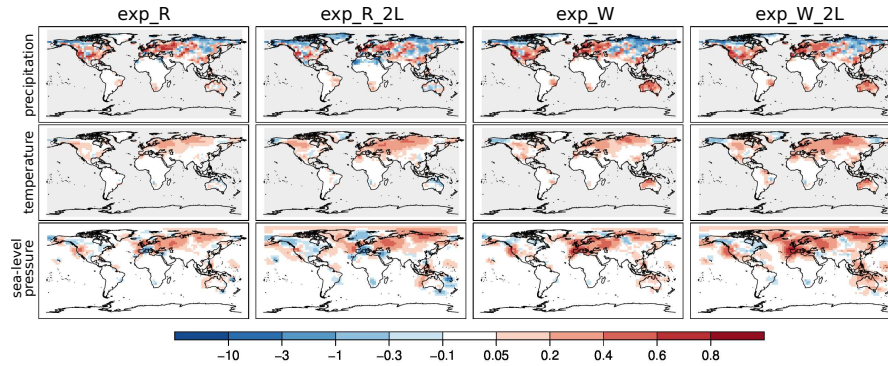 exp_R exp_R_2L exp_W exp_W_2L
precipitation
temperature
sea-level
pressure
−10 −3 −1 −0.3 −0.1 0.05 0.2 0.4 0.6 0.8